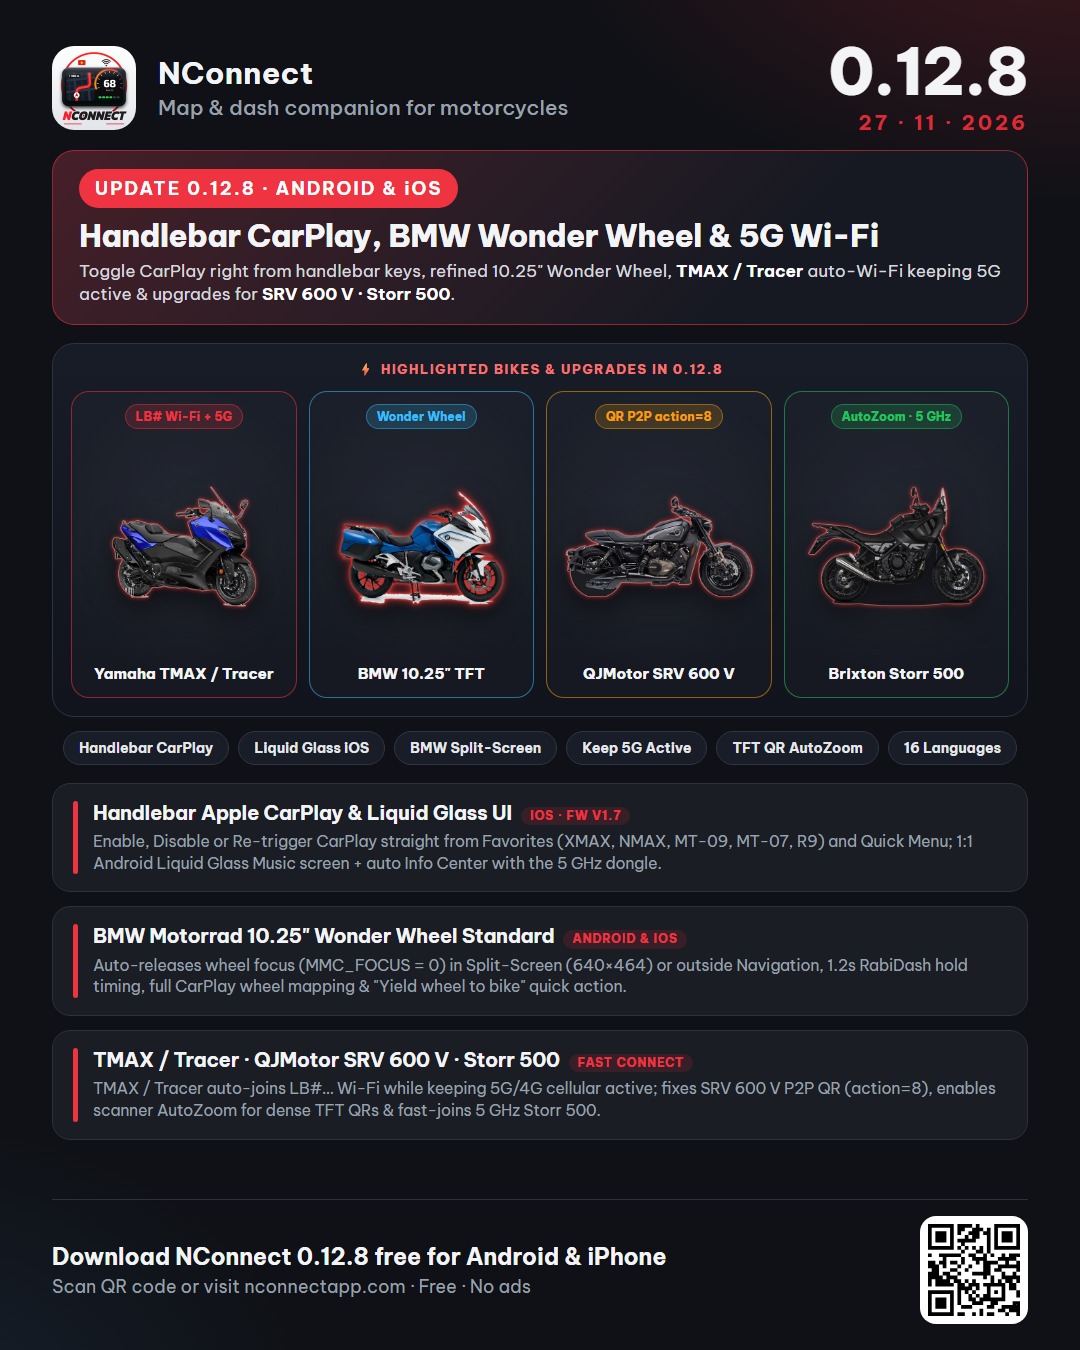 68
NCONNECT
NConnect
Map & dash companion for motorcycles
0.12.8
27 · 11 · 2026
UPDATE 0.12.8 · ANDROID & iOS
Handlebar CarPlay, BMW Wonder Wheel & 5G Wi-Fi
Toggle CarPlay right from handlebar keys, refined 10.25" Wonder Wheel, TMAX / Tracer auto-Wi-Fi keeping 5G
active & upgrades for SRV 600 V · Storr 500.
⚡ HIGHLIGHTED BIKES & UPGRADES IN 0.12.8
LB# Wi-Fi + 5G
Wonder Wheel
QR P2P action=8
AutoZoom · 5 GHz
Yamaha TMAX / Tracer
BMW 10.25" TFT
QJMotor SRV 600 V
Brixton Storr 500
Handlebar CarPlay
Liquid Glass iOS
BMW Split-Screen
Keep 5G Active
TFT QR AutoZoom
16 Languages
Handlebar Apple CarPlay & Liquid Glass UI IOS · FW V1.7
Enable, Disable or Re-trigger CarPlay straight from Favorites (XMAX, NMAX, MT-09, MT-07, R9) and Quick Menu; 1:1
Android Liquid Glass Music screen + auto Info Center with the 5 GHz dongle.
BMW Motorrad 10.25" Wonder Wheel Standard ANDROID & IOS
Auto-releases wheel focus (MMC_FOCUS = 0) in Split-Screen (640×464) or outside Navigation, 1.2s RabiDash hold
timing, full CarPlay wheel mapping & "Yield wheel to bike" quick action.
TMAX / Tracer · QJMotor SRV 600 V · Storr 500 FAST CONNECT
TMAX / Tracer auto-joins LB#... Wi-Fi while keeping 5G/4G cellular active; fixes SRV 600 V P2P QR (action=8), enables
scanner AutoZoom for dense TFT QRs & fast-joins 5 GHz Storr 500.
Download NConnect 0.12.8 free for Android & iPhone
Scan QR code or visit nconnectapp.com · Free · No ads